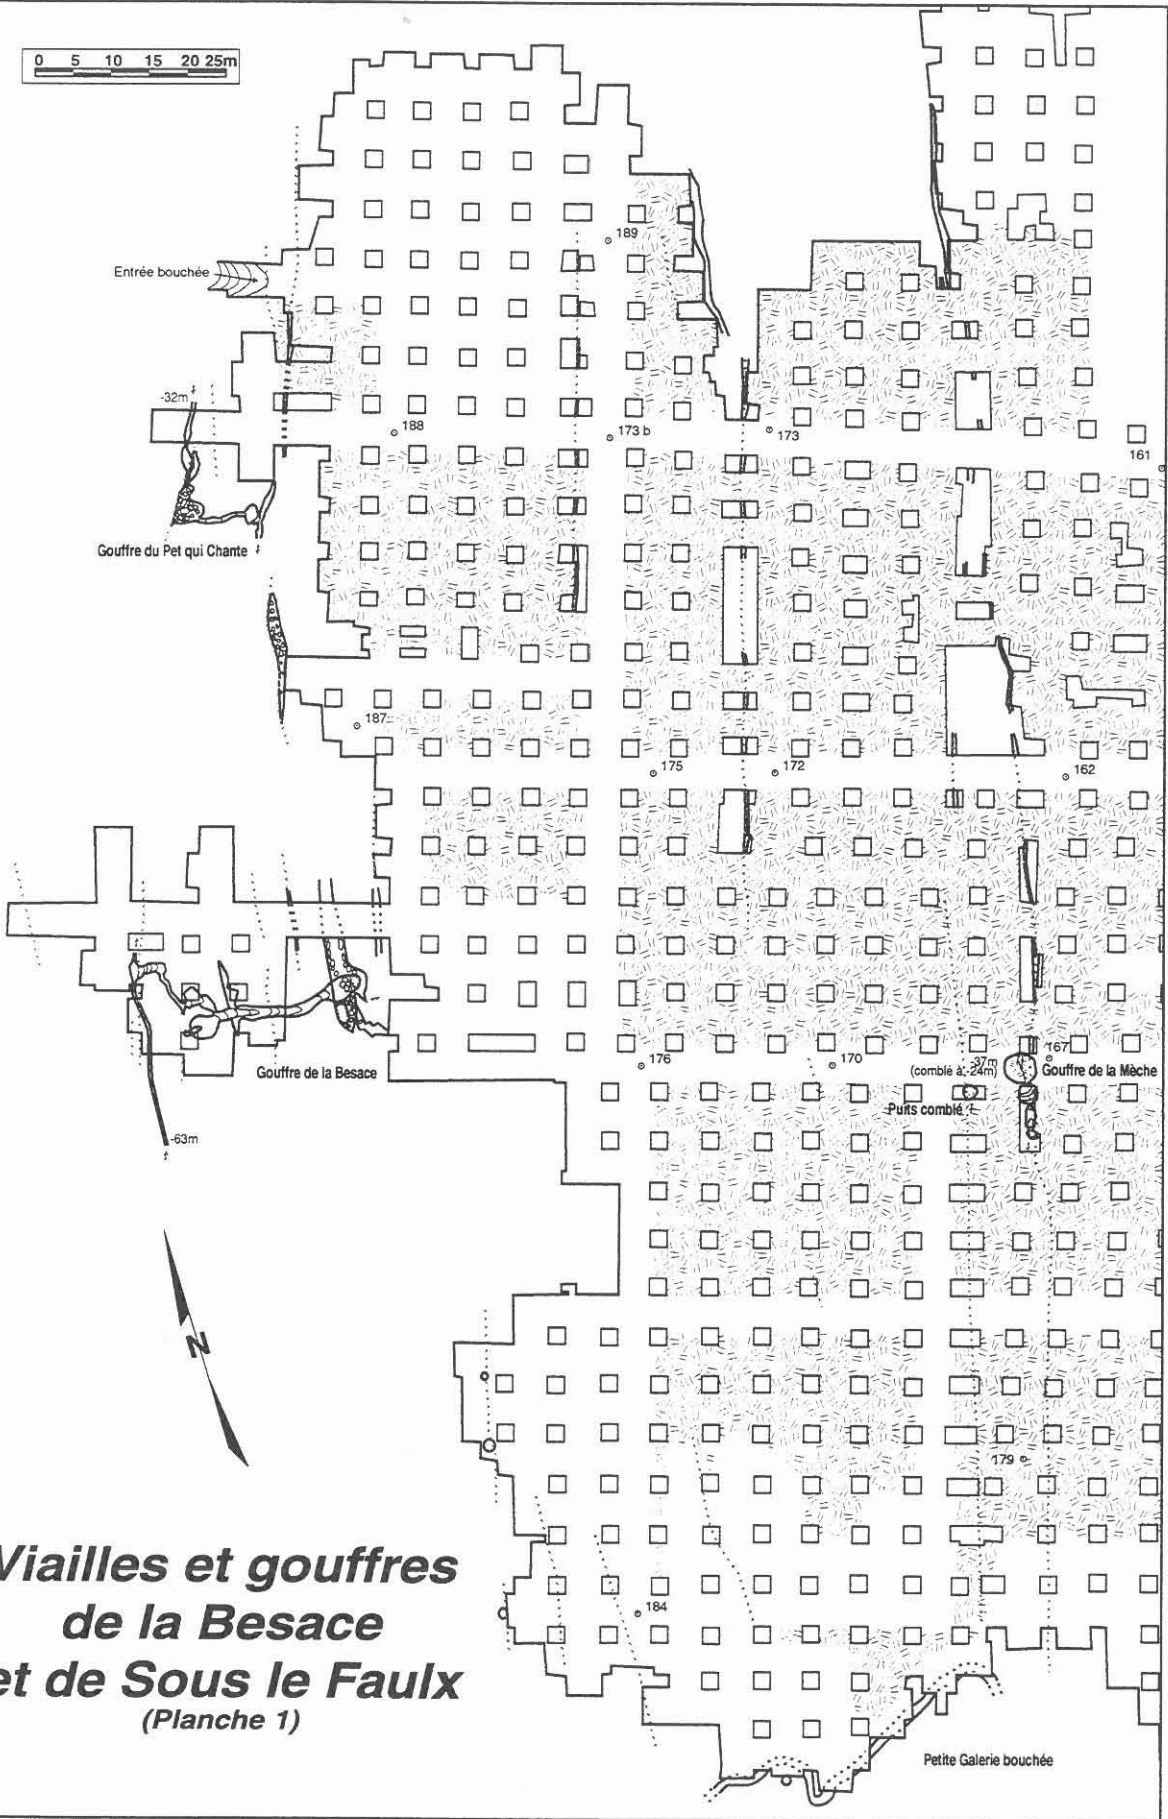 0 5 10 15 20 25m
189
Entrée bouchée
-32m
188
173 b
173
161
Gouffre du Pet qui Chante
187
175
172
162
176
170
-37m
(comblé à -24m)
167
Gouffre de la Mèche
Gouffre de la Besace
Puits comblé
-63m
N
179
Viailles et gouffres
de la Besace
et de Sous le Faulx
(Planche 1)
184
Petite Galerie bouchée